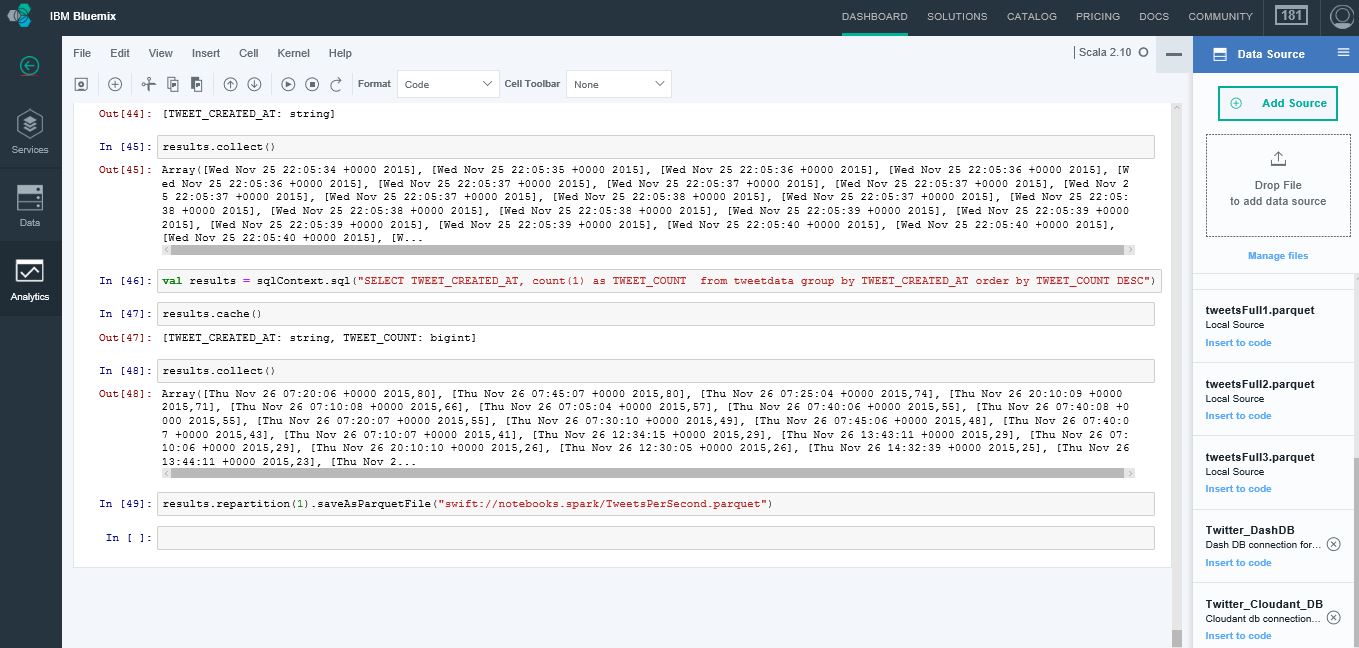 IBM Bluemix
DASHBOARD SOLUTIONS CATALOG PRICING DOCS COMMUNITY 181
Services
Data
Analytics
File Edit View Insert Cell Kernel Help
Scala 2.10
Format Code Cell Toolbar None
Out[44]: [TWEET_CREATED_AT: string]
In [45]: results.collect()
Out[45]: Array([Wed Nov 25 22:05:34 +0000 2015], [Wed Nov 25 22:05:35 +0000 2015], [Wed Nov 25 22:05:36 +0000 2015], [Wed Nov 25 22:05:36 +0000 2015], [W
ed Nov 25 22:05:36 +0000 2015], [Wed Nov 25 22:05:37 +0000 2015], [Wed Nov 25 22:05:37 +0000 2015], [Wed Nov 25 22:05:37 +0000 2015], [Wed Nov 2
5 22:05:37 +0000 2015], [Wed Nov 25 22:05:37 +0000 2015], [Wed Nov 25 22:05:38 +0000 2015], [Wed Nov 25 22:05:37 +0000 2015], [Wed Nov 25 22:05:
38 +0000 2015], [Wed Nov 25 22:05:38 +0000 2015], [Wed Nov 25 22:05:38 +0000 2015], [Wed Nov 25 22:05:39 +0000 2015], [Wed Nov 25 22:05:39 +0000
2015], [Wed Nov 25 22:05:39 +0000 2015], [Wed Nov 25 22:05:39 +0000 2015], [Wed Nov 25 22:05:40 +0000 2015], [Wed Nov 25 22:05:40 +0000 2015],
[Wed Nov 25 22:05:40 +0000 2015], [W...
In [46]: val results = sqlContext.sql("SELECT TWEET_CREATED_AT, count(1) as TWEET_COUNT  from tweetdata group by TWEET_CREATED_AT order by TWEET_COUNT DESC")
In [47]: results.cache()
Out[47]: [TWEET_CREATED_AT: string, TWEET_COUNT: bigint]
In [48]: results.collect()
Out[48]: Array([Thu Nov 26 07:20:06 +0000 2015,80], [Thu Nov 26 07:45:07 +0000 2015,80], [Thu Nov 26 07:25:04 +0000 2015,74], [Thu Nov 26 20:10:09 +0000
2015,71], [Thu Nov 26 07:10:08 +0000 2015,66], [Thu Nov 26 07:05:04 +0000 2015,57], [Thu Nov 26 07:40:06 +0000 2015,55], [Thu Nov 26 07:40:08 +0
000 2015,55], [Thu Nov 26 07:20:07 +0000 2015,55], [Thu Nov 26 07:30:10 +0000 2015,49], [Thu Nov 26 07:45:06 +0000 2015,48], [Thu Nov 26 07:40:0
7 +0000 2015,43], [Thu Nov 26 07:10:07 +0000 2015,41], [Thu Nov 26 12:34:15 +0000 2015,29], [Thu Nov 26 13:43:11 +0000 2015,29], [Thu Nov 26 07:
10:06 +0000 2015,29], [Thu Nov 26 20:10:10 +0000 2015,26], [Thu Nov 26 12:30:05 +0000 2015,26], [Thu Nov 26 14:32:39 +0000 2015,25], [Thu Nov 26
13:44:11 +0000 2015,23], [Thu Nov 2...
In [49]: results.repartition(1).saveAsParquetFile("swift://notebooks.spark/TweetsPerSecond.parquet")
In [ ]:
Data Source
Add Source
Drop File
to add data source
Manage files
tweetsFull1.parquet
Local Source
Insert to code
tweetsFull2.parquet
Local Source
Insert to code
tweetsFull3.parquet
Local Source
Insert to code
Twitter_DashDB
Dash DB connection for...
Insert to code
Twitter_Cloudant_DB
Cloudant db connection...
Insert to code